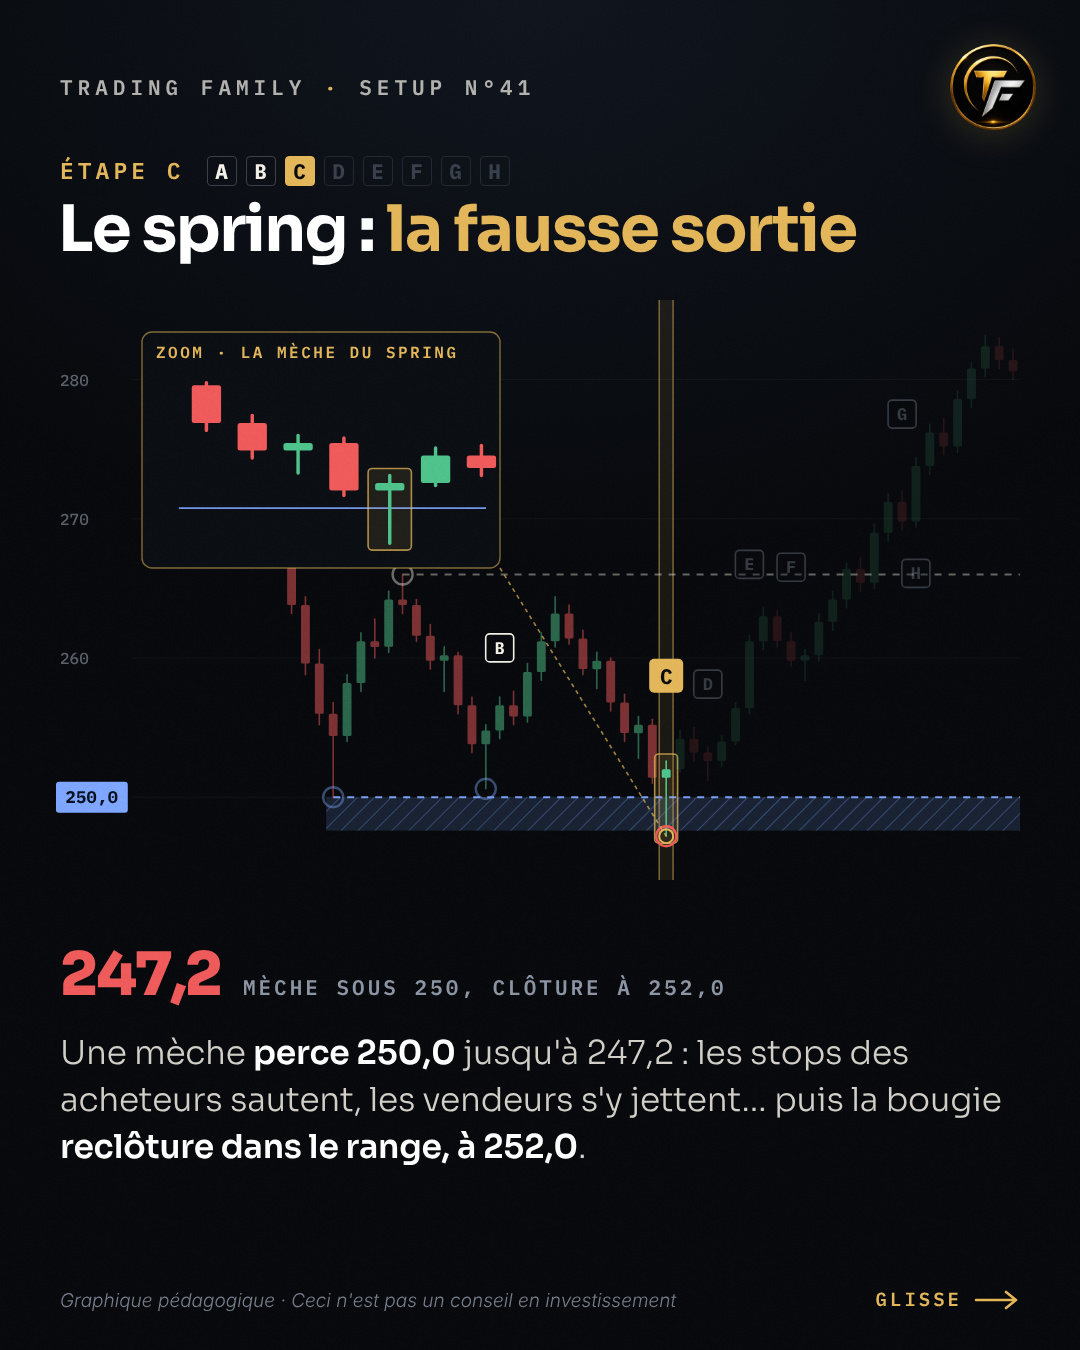 TRADING FAMILY · SETUP N°41
TF
ÉTAPE C A B C D E F G H
Le spring : la fausse sortie
ZOOM · LA MÈCHE DU SPRING
280
270
260
250,0
B
C
D
E
F
G
H
247,2 MÈCHE SOUS 250, CLÔTURE À 252,0
Une mèche perce 250,0 jusqu'à 247,2 : les stops des
acheteurs sautent, les vendeurs s'y jettent... puis la bougie
reclôture dans le range, à 252,0.
Graphique pédagogique · Ceci n'est pas un conseil en investissement
GLISSE →